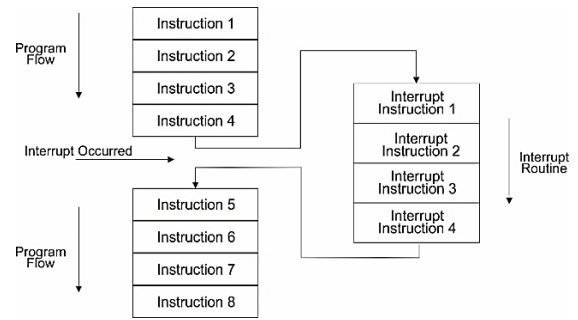 Program
Flow
Instruction 1
Instruction 2
Instruction 3
Instruction 4
Interrupt Occurred
Interrupt
Instruction 1
Interrupt
Instruction 2
Interrupt
Instruction 3
Interrupt
Instruction 4
Interrupt
Routine
Program
Flow
Instruction 5
Instruction 6
Instruction 7
Instruction 8